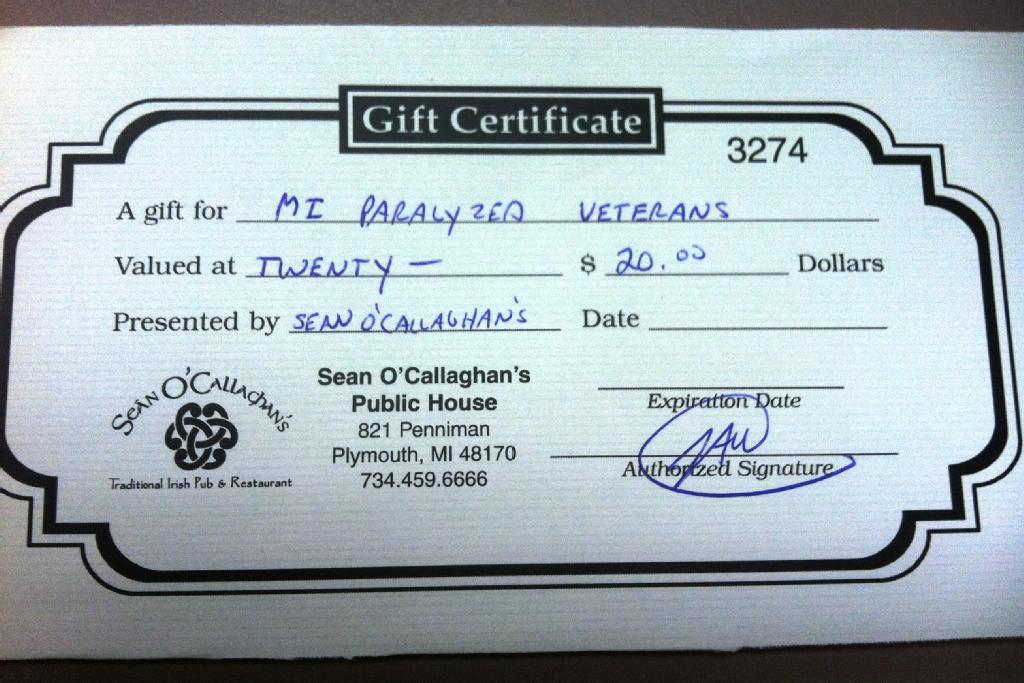 Gift Certificate
3274
A gift for MI PARALYZED VETERANS
Valued at TWENTY — $ 20.00 Dollars
Presented by SEAN O'CALLAGHAN'S Date
Seán O'Callaghan's
Traditional Irish Pub & Restaurant
Sean O'Callaghan's
Public House
821 Penniman
Plymouth, MI 48170
734.459.6666
Expiration Date
Authorized Signature